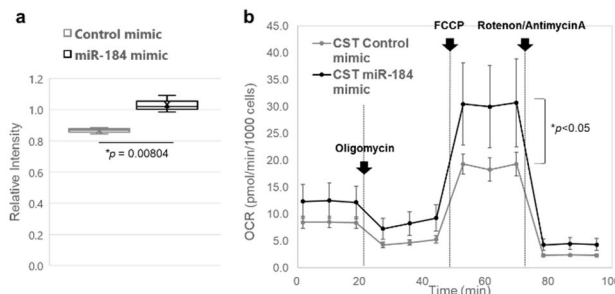 a
Control mimic
miR-184 mimic
Relative Intensity
1.2
1.0
0.8
0.6
0.4
0.2
0.0
*p = 0.00804
b
FCCP
Rotenon/AntimycinA
CST Control
mimic
CST miR-184
mimic
Oligomycin
*p<0.05
OCR (pmol/min/1000 cells)
45.0
40.0
35.0
30.0
25.0
20.0
15.0
10.0
5.0
0.0
0
20
40
60
80
100
Time (min)